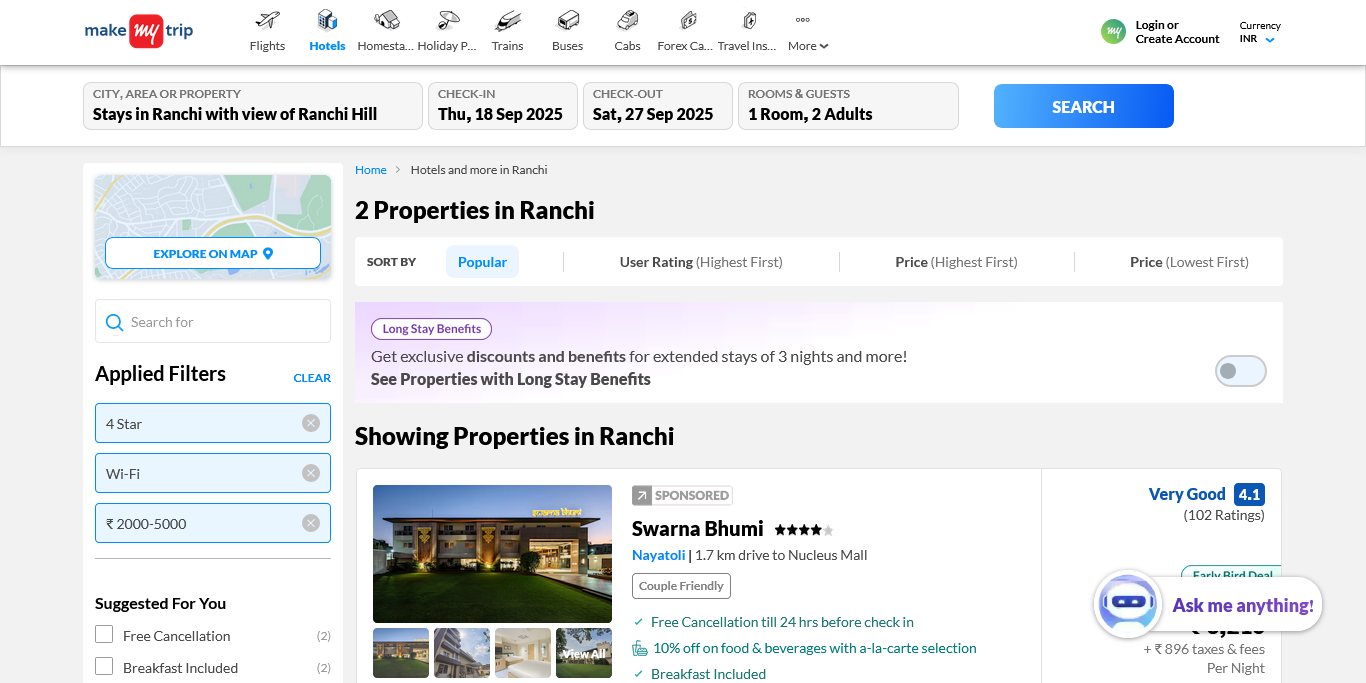 make my trip
Flights
Hotels
Homesta...
Holiday P...
Trains
Buses
Cabs
Forex Ca...
Travel Ins...
More
my
Login or
Create Account
Currency
INR
CITY, AREA OR PROPERTY
Stays in Ranchi with view of Ranchi Hill
CHECK-IN
Thu, 18 Sep 2025
CHECK-OUT
Sat, 27 Sep 2025
ROOMS & GUESTS
1 Room, 2 Adults
SEARCH
EXPLORE ON MAP
Search for
Applied Filters
CLEAR
4 Star
Wi-Fi
₹ 2000-5000
Suggested For You
Free Cancellation (2)
Breakfast Included (2)
Home
Hotels and more in Ranchi
2 Properties in Ranchi
SORT BY
Popular
User Rating (Highest First)
Price (Highest First)
Price (Lowest First)
Long Stay Benefits
Get exclusive discounts and benefits for extended stays of 3 nights and more!
See Properties with Long Stay Benefits
Showing Properties in Ranchi
swarna bhumi
View All
SPONSORED
Swarna Bhumi
Nayatoli | 1.7 km drive to Nucleus Mall
Couple Friendly
Free Cancellation till 24 hrs before check in
10% off on food & beverages with a-la-carte selection
Breakfast Included
Very Good 4.1
(102 Ratings)
Early Bird Deal
Ask me anything!
+ ₹ 896 taxes & fees
Per Night